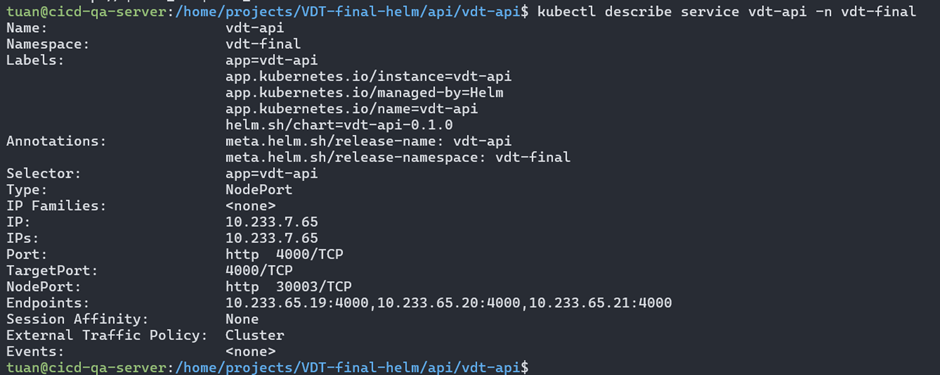 tuan@cicd-qa-server:/home/projects/VDT-final-helm/api/vdt-api$ kubectl describe service vdt-api -n vdt-final
Name: vdt-api
Namespace: vdt-final
Labels: app=vdt-api
app.kubernetes.io/instance=vdt-api
app.kubernetes.io/managed-by=Helm
app.kubernetes.io/name=vdt-api
helm.sh/chart=vdt-api-0.1.0
Annotations: meta.helm.sh/release-name: vdt-api
meta.helm.sh/release-namespace: vdt-final
Selector: app=vdt-api
Type: NodePort
IP Families: <none>
IP: 10.233.7.65
IPs: 10.233.7.65
Port: http 4000/TCP
TargetPort: 4000/TCP
NodePort: http 30003/TCP
Endpoints: 10.233.65.19:4000,10.233.65.20:4000,10.233.65.21:4000
Session Affinity: None
External Traffic Policy: Cluster
Events: <none>
tuan@cicd-qa-server:/home/projects/VDT-final-helm/api/vdt-api$